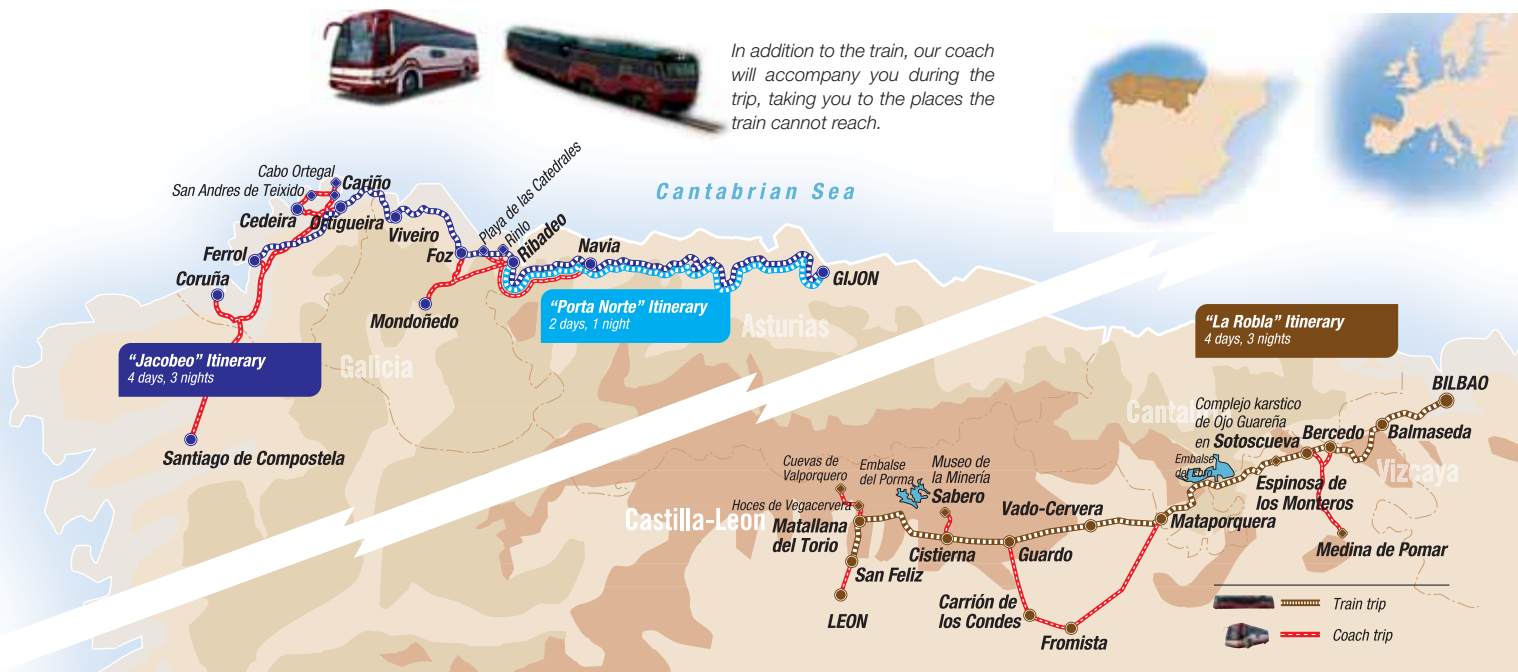 In addition to the train, our coach
will accompany you during the
trip, taking you to the places the
train cannot reach.
Cantabrian Sea
Cabo Ortegal
San Andres de Teixido
Cariño
Cedeira
Ortigueira
Viveiro
Playa de las Catedrales
Rinlo
Ribadeo
Ferrol
Foz
Navia
Coruña
GIJON
Mondoñedo
"Porta Norte" Itinerary
2 days, 1 night
Asturias
"Jacobeo" Itinerary
4 days, 3 nights
Galicia
Santiago de Compostela
"La Robla" Itinerary
4 days, 3 nights
BILBAO
Complejo karstico
de Ojo Guareña
en Sotoscueva
Bercedo
Balmaseda
Embalse
del Ebro
Vizcaya
Espinosa de
los Monteros
Cuevas de
Valporquero
Embalse
del Porma
Museo de
la Minería
Sabero
Hoces de Vegacervera
Castilla-León
Matallana
del Torio
Vado-Cervera
Mataporquera
Cistierna
Guardo
Medina de Pomar
San Feliz
LEON
Carrión de
los Condes
Fromista
Train trip
Coach trip